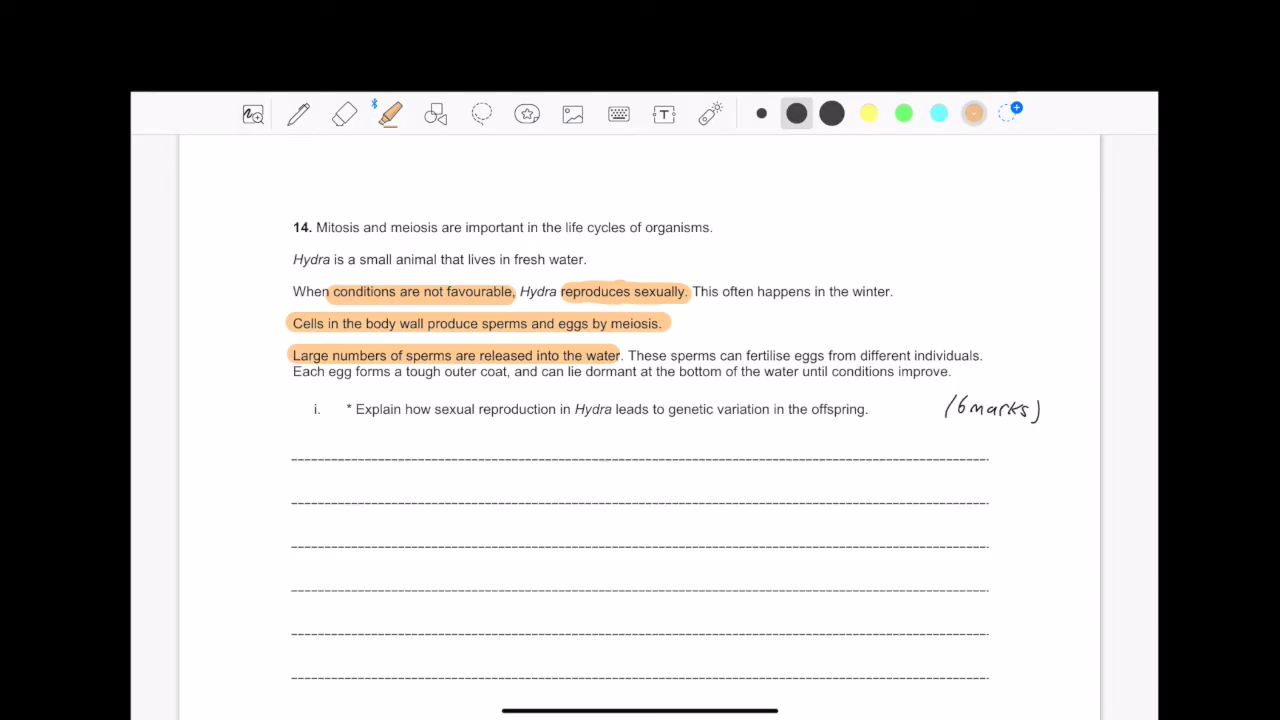 14. Mitosis and meiosis are important in the life cycles of organisms.
Hydra is a small animal that lives in fresh water.
When conditions are not favourable, Hydra reproduces sexually. This often happens in the winter.
Cells in the body wall produce sperms and eggs by meiosis.
Large numbers of sperms are released into the water. These sperms can fertilise eggs from different individuals.
Each egg forms a tough outer coat, and can lie dormant at the bottom of the water until conditions improve.
i. * Explain how sexual reproduction in Hydra leads to genetic variation in the offspring. (6 marks)